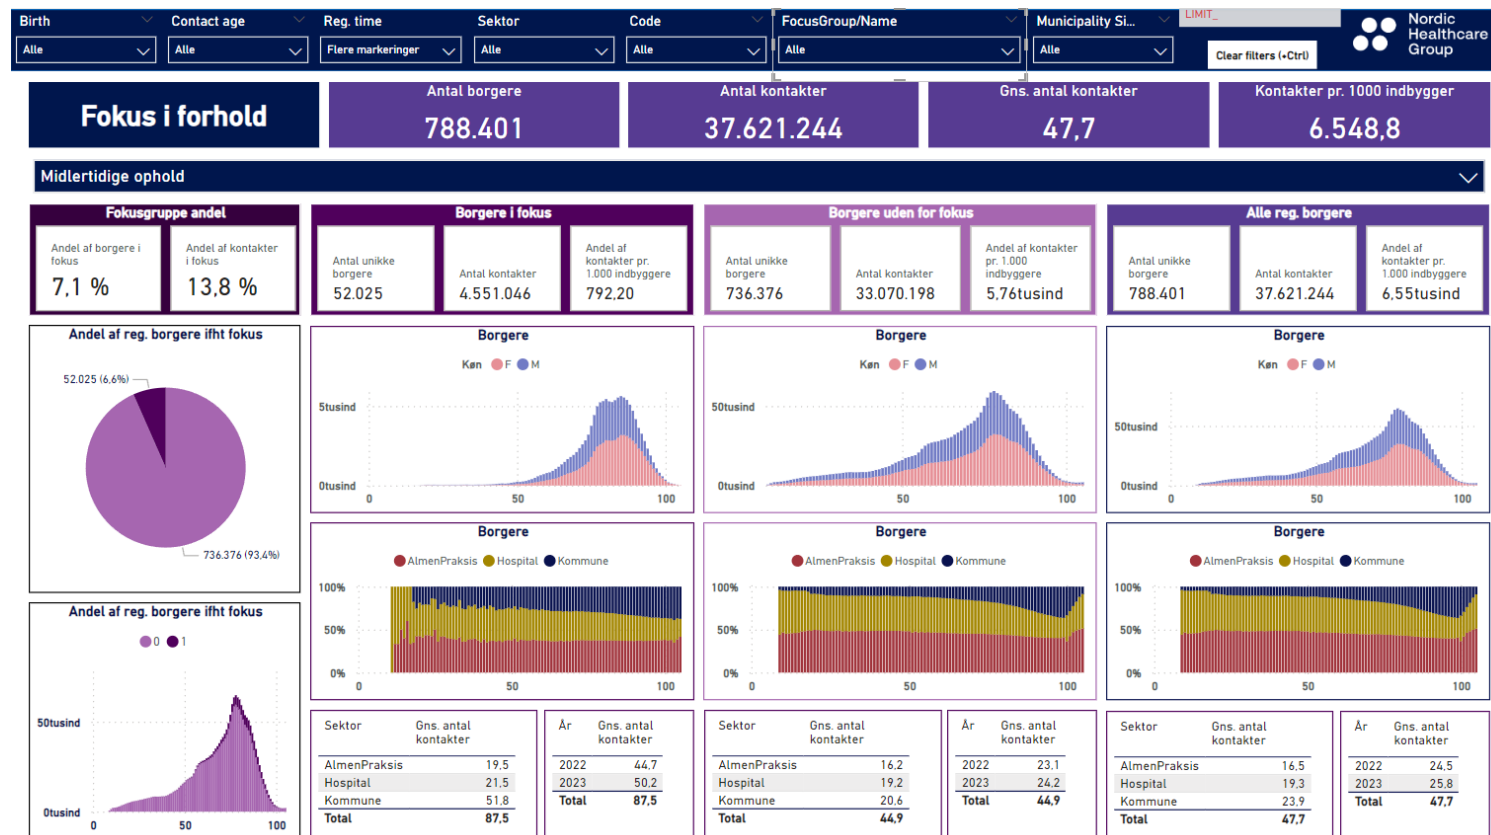 Birth
Alle
Contact age
Alle
Reg. time
Flere markeringer
Sektor
Alle
Code
Alle
FocusGroup/Name
Alle
Municipality Si...
Alle
LIMIT_
Clear filters (+Ctrl)
Nordic
Healthcare
Group
Fokus i forhold
Antal borgere
788.401
Antal kontakter
37.621.244
Gns. antal kontakter
47,7
Kontakter pr. 1000 indbygger
6.548,8
Midlertidige ophold
Fokusgruppe andel
Andel af borgere i
fokus
7,1 %
Andel af kontakter
i fokus
13,8 %
Borgere i fokus
Antal unikke
borgere
52.025
Antal kontakter
4.551.046
Andel af
kontakter pr.
1.000 indbyggere
792,20
Borgere uden for fokus
Antal unikke
borgere
736.376
Antal kontakter
33.070.198
Andel af kontakter
pr. 1.000
indbyggere
5,76tusind
Alle reg. borgere
Antal unikke
borgere
788.401
Antal kontakter
37.621.244
Andel af
kontakter pr.
1.000 indbyggere
6,55tusind
Andel af reg. borgere ifht fokus
52.025 (6,6%)
736.376 (93,4%)
Borgere
Køn F M
5tusind
0tusind
0 50 100
Borgere
Køn F M
50tusind
0tusind
50 100
Borgere
Køn F M
50tusind
0tusind
0 50 100
Andel af reg. borgere ifht fokus
0 1
50tusind
0tusind
0 50 100
Borgere
AlmenPraksis Hospital Kommune
100%
50%
0%
0 50 100
Borgere
AlmenPraksis Hospital Kommune
100%
50%
0%
0 50 100
Borgere
AlmenPraksis Hospital Kommune
100%
50%
0%
0 50 100
Sektor Gns. antal
kontakter
AlmenPraksis 19,5
Hospital 21,5
Kommune 51,8
Total 87,5
År Gns. antal
kontakter
2022 44,7
2023 50,2
Total 87,5
Sektor Gns. antal
kontakter
AlmenPraksis 16,2
Hospital 19,2
Kommune 20,6
Total 44,9
År Gns. antal
kontakter
2022 23,1
2023 24,2
Total 44,9
Sektor Gns. antal
kontakter
AlmenPraksis 16,5
Hospital 19,3
Kommune 23,9
Total 47,7
År Gns. antal
kontakter
2022 24,5
2023 25,8
Total 47,7